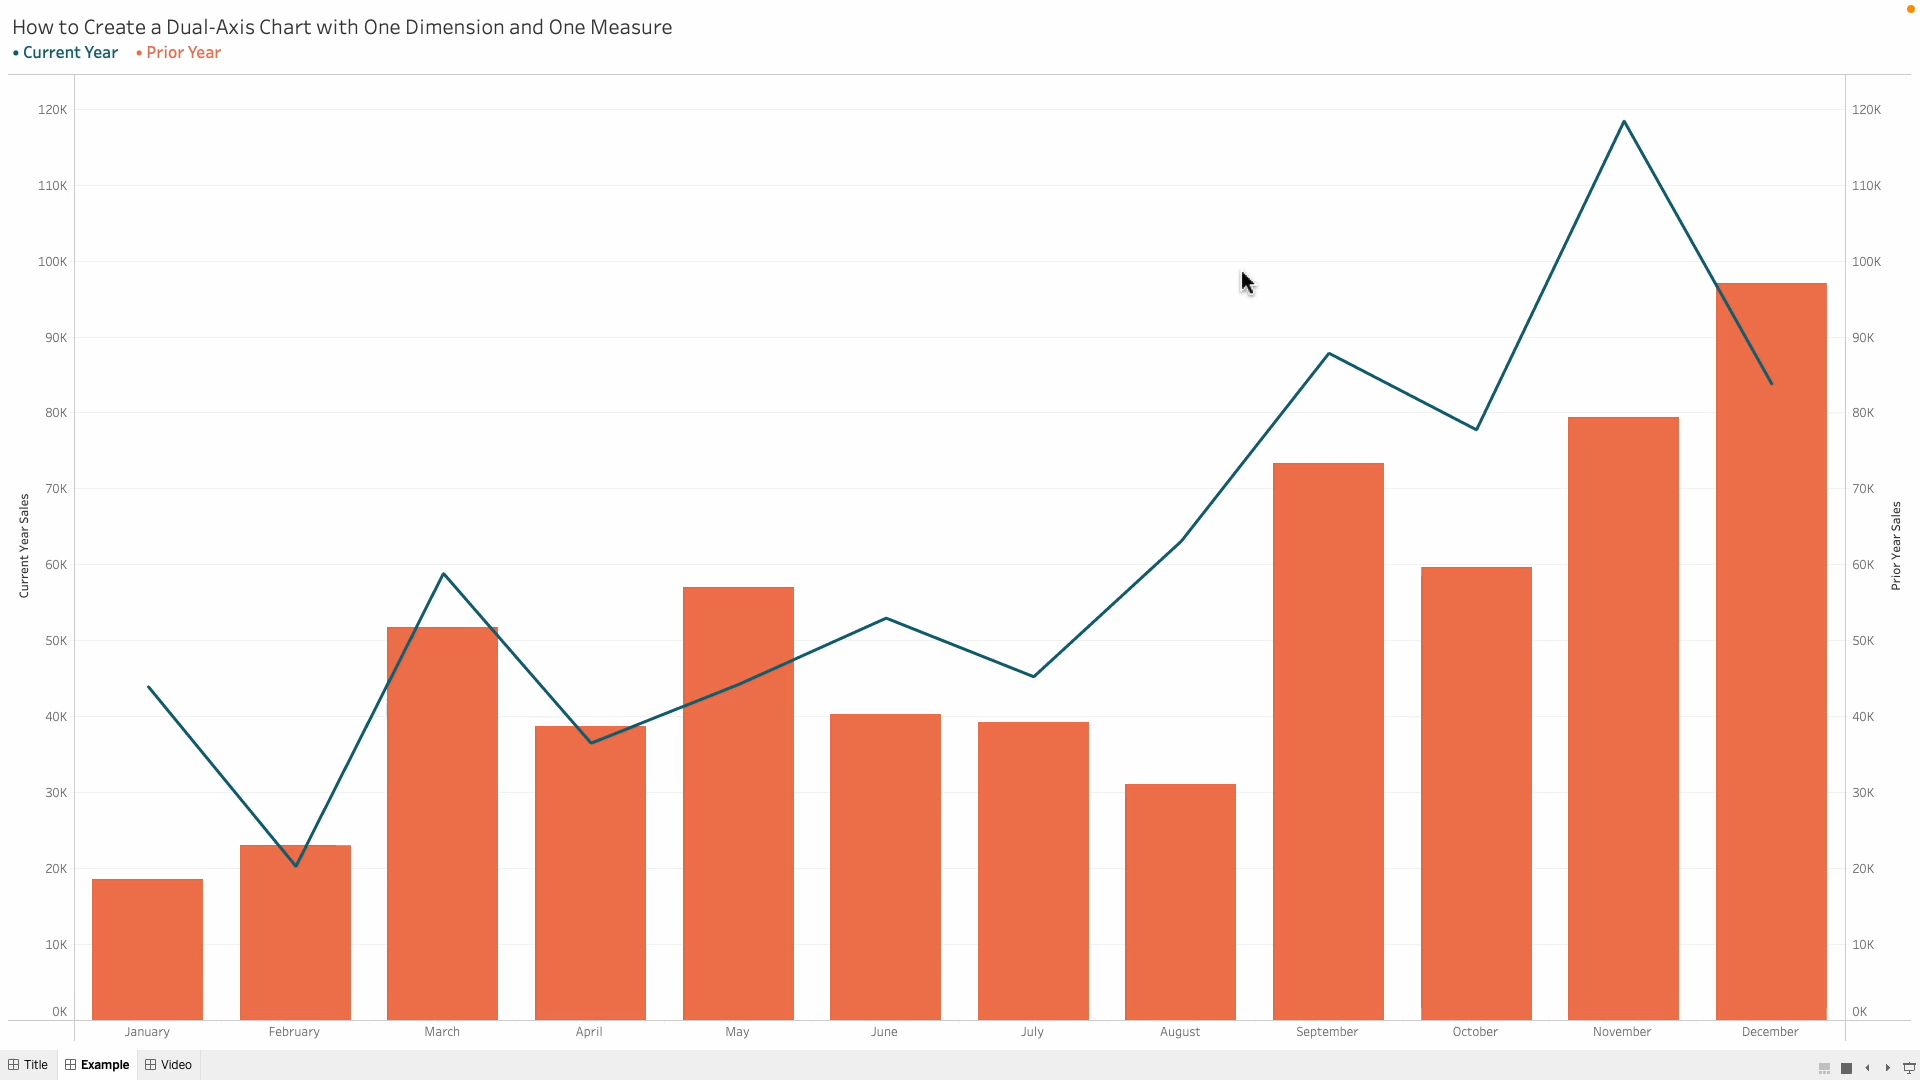 How to Create a Dual-Axis Chart with One Dimension and One Measure
• Current Year • Prior Year
120K 120K
110K 110K
100K 100K
90K 90K
80K 80K
70K 70K
60K 60K
50K 50K
40K 40K
30K 30K
20K 20K
10K 10K
0K 0K
Current Year Sales
Prior Year Sales
January February March April May June July August September October November December
Title Example Video